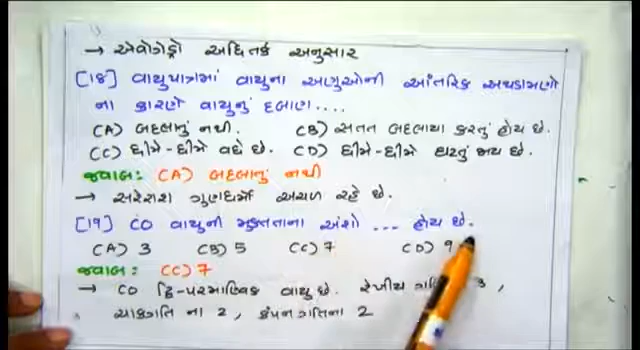 → એવોગેડ્રો અધિતર્ક અનુસાર
[18] વાયુપાત્રમાં વાયુના અણુઓની આંતરિક અથડામણો
ના કારણે વાયુનું દબાણ ....
(A) બદલાતું નથી. (B) સતત બદલાયા કરતું હોય છે.
(C) ધીમે-ધીમે વધે છે. (D) ધીમે-ધીમે ઘટતું જાય છે.
જવાબ: (A) બદલાતું નથી
→ સરેરાશ ગુણધર્મો અચળ રહે છે.
[19] CO વાયુની મુક્તતાના અંશો ... હોય છે.
(A) 3 (B) 5 (C) 7 (D) 9
જવાબ: (C) 7
→ CO દ્વિ-પરમાણ્વિક વાયુ છે. રેખીય 3,
ચાકગતિ ના 2, કંપન ગતિના 2